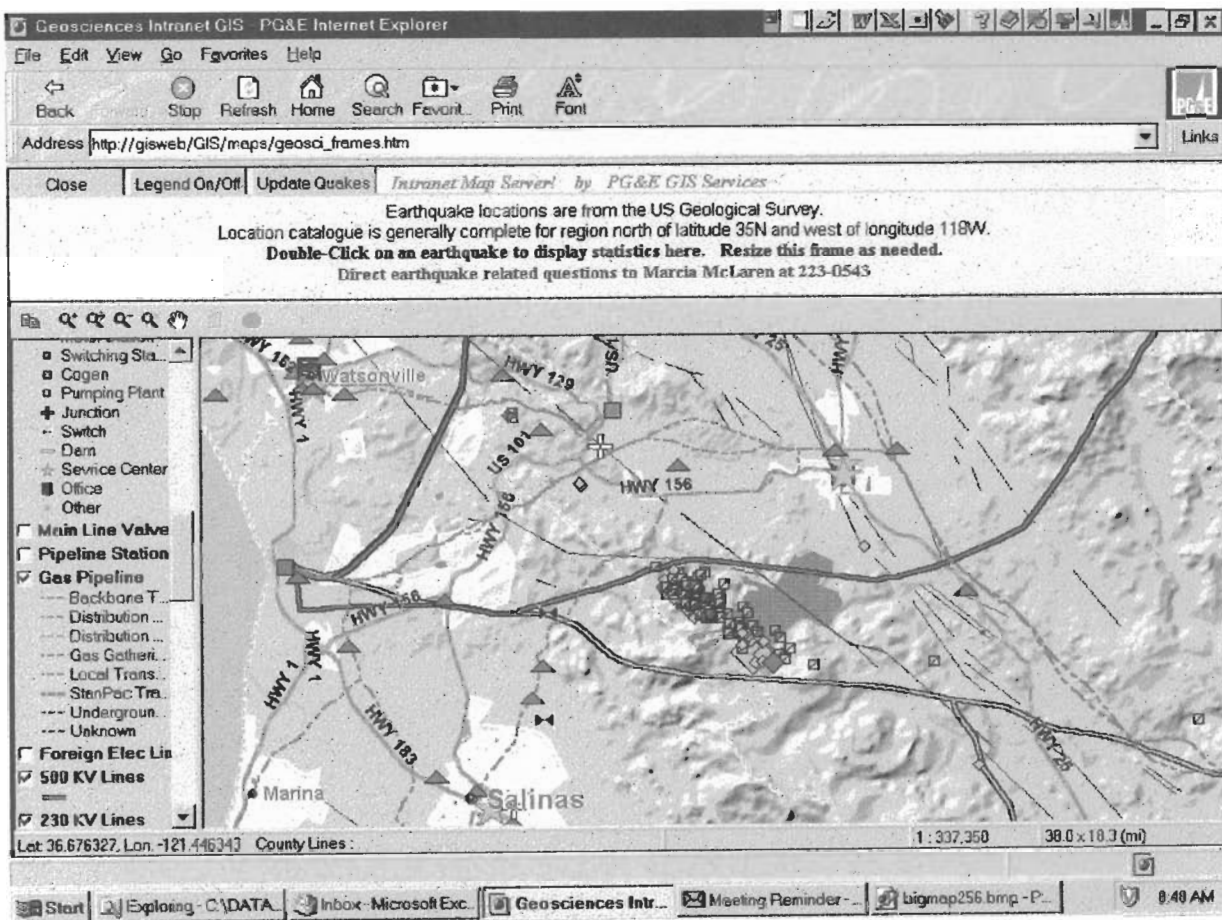 Geosciences Intranet GIS - PG&E Internet Explorer
File Edit View Go Favorites Help
Back Stop Refresh Home Search Favorit... Print Font
PG&E
Address http://gisweb/GIS/maps/geosci_frames.htm Links
Close Legend On/Off Update Quakes Intranet Map Server! by PG&E GIS Services
Earthquake locations are from the US Geological Survey.
Location catalogue is generally complete for region north of latitude 35N and west of longitude 118W.
Double-Click on an earthquake to display statistics here. Resize this frame as needed.
Direct earthquake related questions to Marcia McLaren at 223-0543
Switching Sta...
Cogen
Pumping Plant
Junction
Switch
Dam
Sevrice Center
Office
Other
Main Line Valve
Pipeline Station
Gas Pipeline
Backbone T...
Distribution ...
Distribution ...
Gas Gatheri...
Local Trans...
StanPac Tra...
Undergroun...
Unknown
Foreign Elec Lin
500 KV Lines
230 KV Lines
Watsonville
HWY 129
HWY 1
US 101
HWY 156
HWY 156
HWY 156
HWY 1
HWY 1
HWY 183
HWY 25
Marina
Salinas
Lat: 36.676327, Lon: -121.446343 County Lines :
1 : 337,350
38.0 x 18.3 (mi)
Start Exploring - C:\DATA... Inbox - Microsoft Exc... Geosciences Intr... Meeting Reminder - ... bigmap256.bmp - P... 8:48 AM